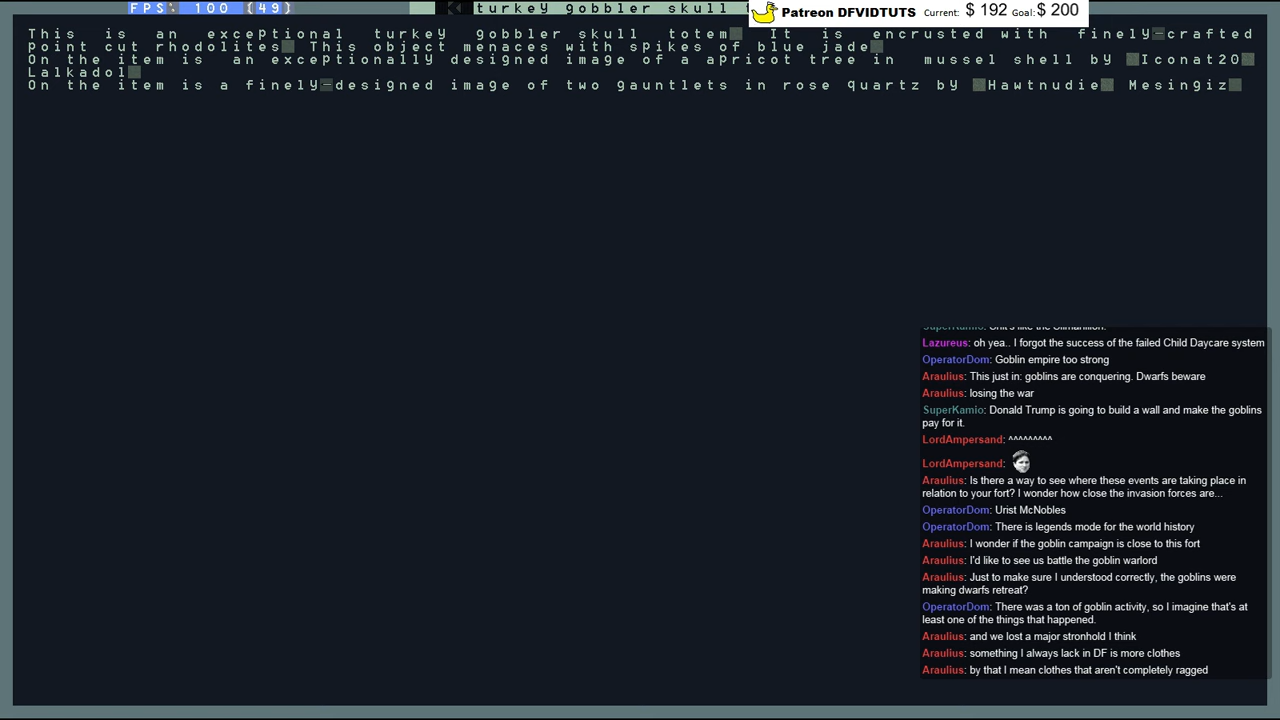 FPS: 100 (49)
turkey gobbler skull t
Patreon DFVIDTUTS Current: $ 192 Goal: $ 200
This is an exceptional turkey gobbler skull totem. It is encrusted with finely-crafted
point cut rhodolites. This object menaces with spikes of blue jade.
On the item is an exceptionally designed image of a apricot tree in mussel shell by "Iconat20"
Lalkadol.
On the item is a finely-designed image of two gauntlets in rose quartz by "Hawtnudie" Mesingiz.
Lazureus: oh yea.. I forgot the success of the failed Child Daycare system
OperatorDom: Goblin empire too strong
Araulius: This just in: goblins are conquering. Dwarfs beware
Araulius: losing the war
SuperKamio: Donald Trump is going to build a wall and make the goblins
pay for it.
LordAmpersand: ^^^^^^^^^
LordAmpersand:
Araulius: Is there a way to see where these events are taking place in
relation to your fort? I wonder how close the invasion forces are...
OperatorDom: Urist McNobles
OperatorDom: There is legends mode for the world history
Araulius: I wonder if the goblin campaign is close to this fort
Araulius: I'd like to see us battle the goblin warlord
Araulius: Just to make sure I understood correctly, the goblins were
making dwarfs retreat?
OperatorDom: There was a ton of goblin activity, so I imagine that's at
least one of the things that happened.
Araulius: and we lost a major stronhold I think
Araulius: something I always lack in DF is more clothes
Araulius: by that I mean clothes that aren't completely ragged